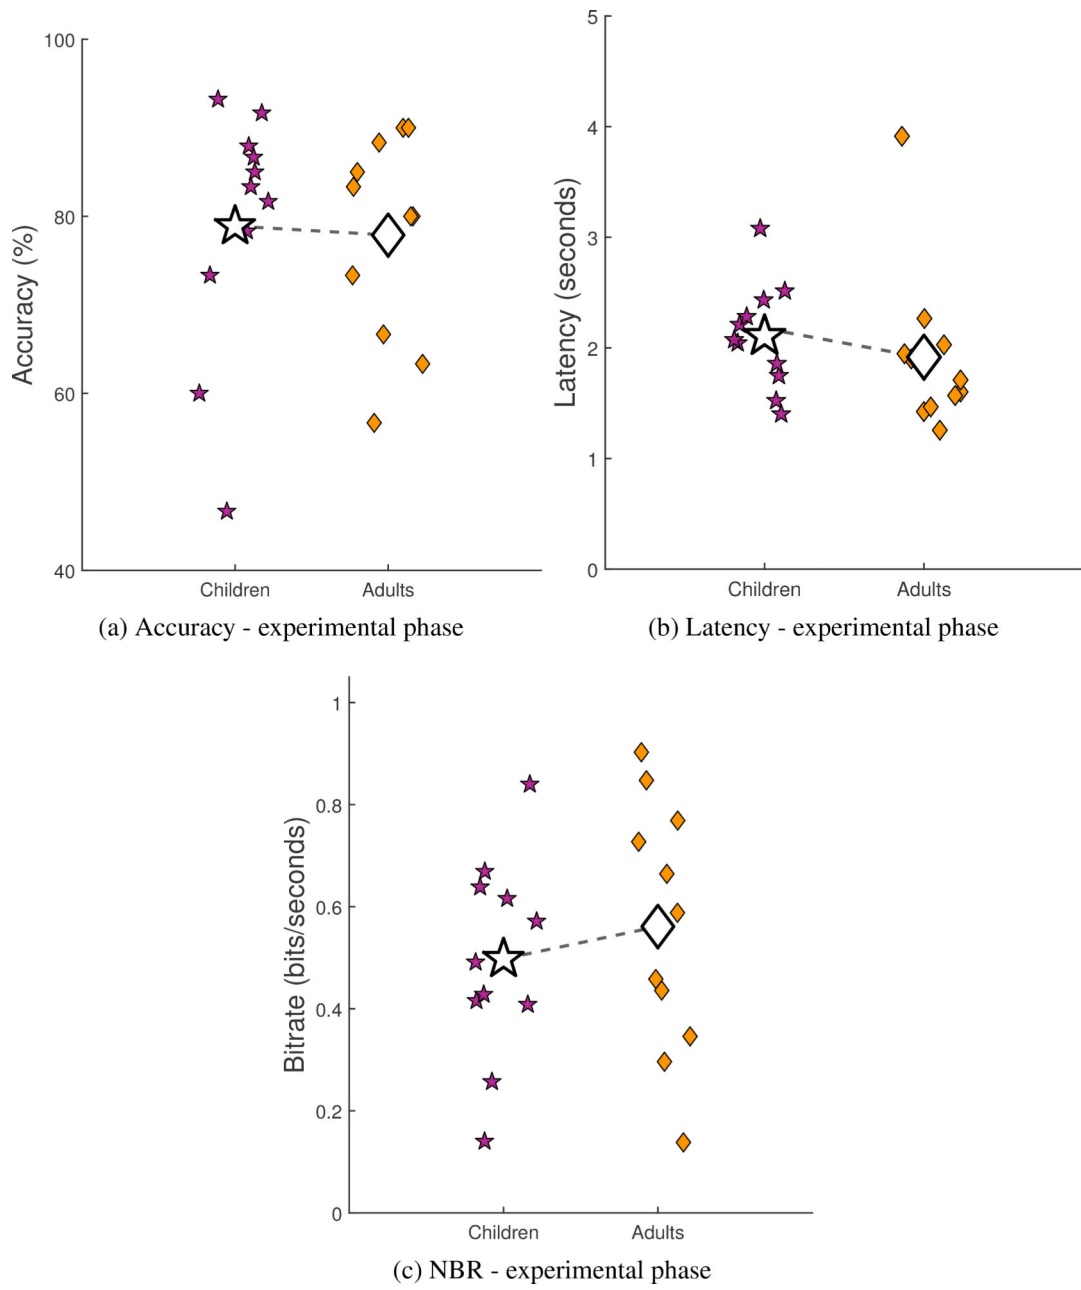 100
80
60
40
Accuracy (%)
Children
Adults
(a) Accuracy - experimental phase
5
4
3
2
1
0
Latency (seconds)
Children
Adults
(b) Latency - experimental phase
1
0.8
0.6
0.4
0.2
0
Bitrate (bits/seconds)
Children
Adults
(c) NBR - experimental phase